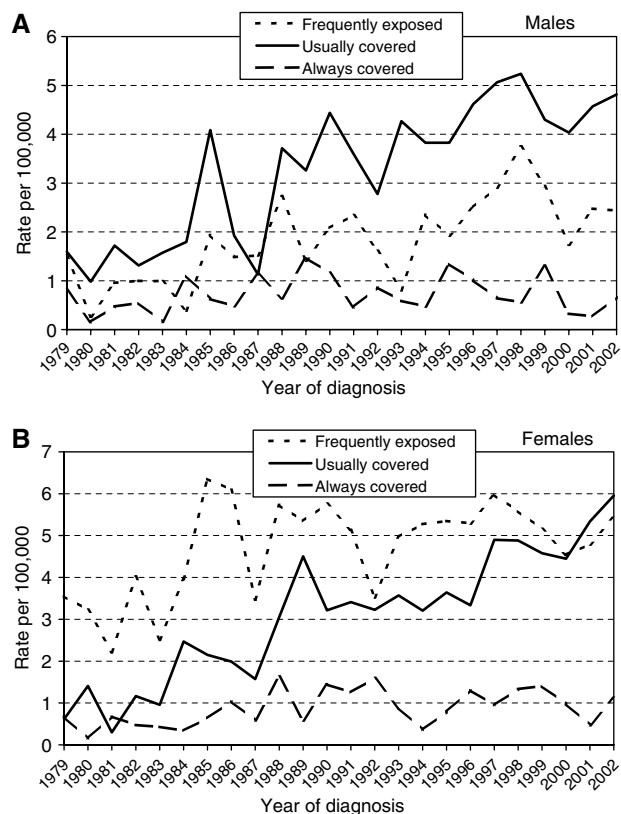 A
Males
Frequently exposed
Usually covered
Always covered
6
5
4
3
2
1
0
Rate per 100,000
1979 1980 1981 1982 1983 1984 1985 1986 1987 1988 1989 1990 1991 1992 1993 1994 1995 1996 1997 1998 1999 2000 2001 2002
Year of diagnosis
B
Females
Frequently exposed
Usually covered
Always covered
7
6
5
4
3
2
1
0
Rate per 100,000
1979 1980 1981 1982 1983 1984 1985 1986 1987 1988 1989 1990 1991 1992 1993 1994 1995 1996 1997 1998 1999 2000 2001 2002
Year of diagnosis